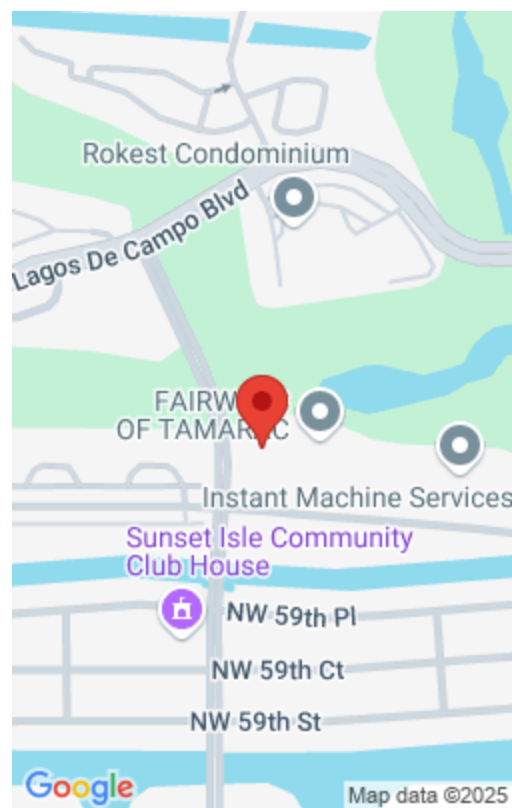 Rokest Condominium
Lagos De Campo Blvd
OF TAMARAC
Instant Machine Services
Sunset Isle Community
Club House
NW 59th Pl
NW 59th Ct
NW 59th St
Google
Map data ©2025